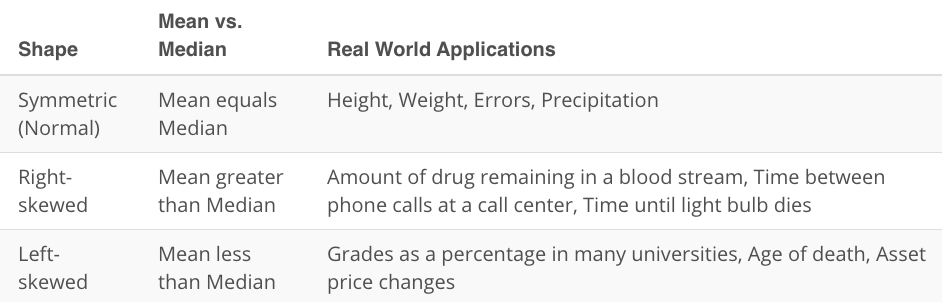 Shape
Mean vs.
Median
Real World Applications
Symmetric
(Normal)
Mean equals
Median
Height, Weight, Errors, Precipitation
Right-
skewed
Mean greater
than Median
Amount of drug remaining in a blood stream, Time between
phone calls at a call center, Time until light bulb dies
Left-
skewed
Mean less
than Median
Grades as a percentage in many universities, Age of death, Asset
price changes